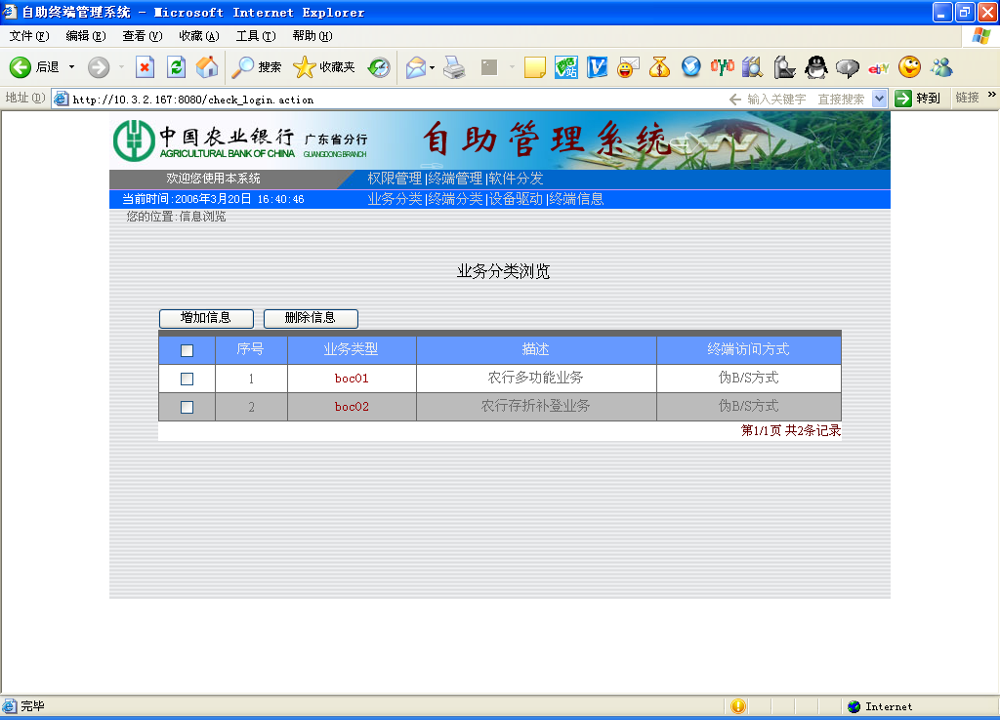 自助终端管理系统 - Microsoft Internet Explorer
文件(F) 编辑(E) 查看(V) 收藏(A) 工具(T) 帮助(H)
后退 搜索 收藏夹
地址(D) http://10.3.2.167:8080/check_login.action 输入关键字 直接搜索 转到 链接 »
中国农业银行 广东省分行 自助管理系统
AGRICULTURAL BANK OF CHINA GUANGDONG BRANCH
欢迎您使用本系统 权限管理|终端管理|软件分发
当前时间:2006年3月20日 16:40:46 业务分类|终端分类|设备驱动|终端信息
您的位置:信息浏览
业务分类浏览
增加信息 删除信息
序号 业务类型 描述 终端访问方式
1 boc01 农行多功能业务 伪B/S方式
2 boc02 农行存折补登业务 伪B/S方式
第1/1页 共2条记录
完毕 Internet